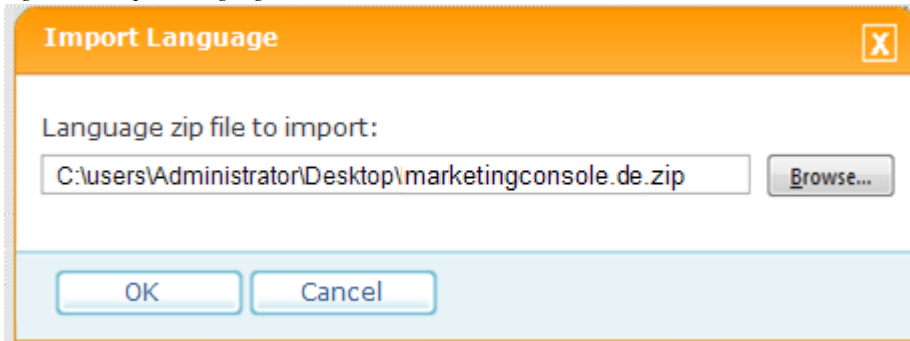 Import Language
X
Language zip file to import:
C:\users\Administrator\Desktop\marketingconsole.de.zip
Browse...
OK Cancel